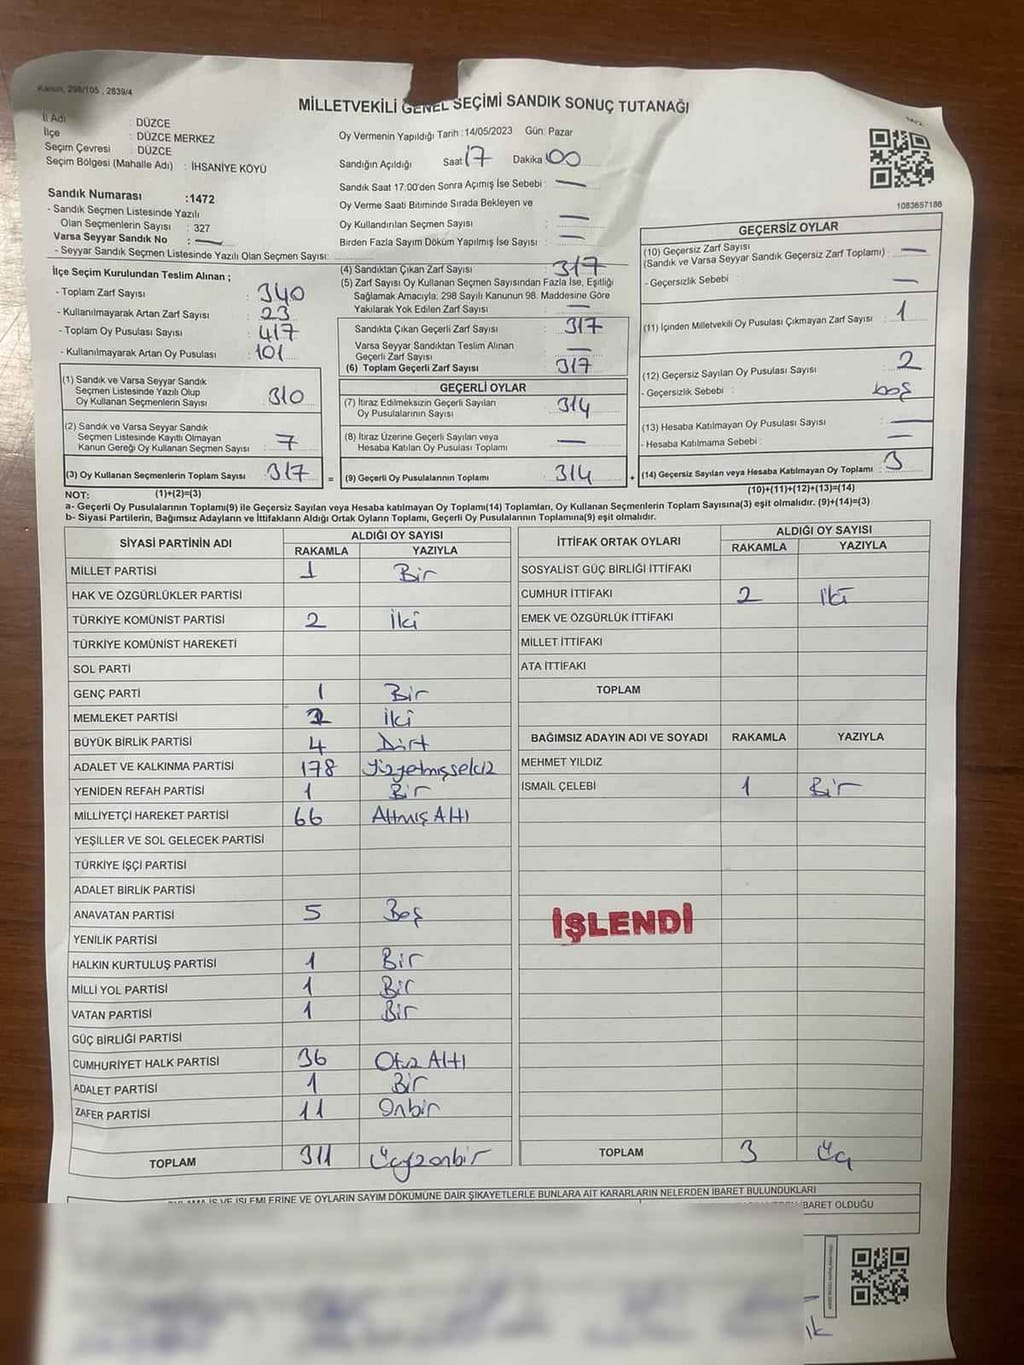 Kanun, 298/105 , 2839/4
MİLLETVEKİLİ GENEL SEÇİMİ SANDIK SONUÇ TUTANAĞI
İl Adı : DÜZCE
İlçe : DÜZCE MERKEZ
Seçim Çevresi : DÜZCE
Seçim Bölgesi (Mahalle Adı) : İHSANİYE KÖYÜ
Sandık Numarası :1472
- Sandık Seçmen Listesinde Yazılı
Olan Seçmenlerin Sayısı : 327
Varsa Seyyar Sandık No : —
- Seyyar Sandık Seçmen Listesinde Yazılı Olan Seçmen Sayısı:
Oy Vermenin Yapıldığı Tarih :14/05/2023 Gün: Pazar
Sandığın Açıldığı Saat 17 Dakika 00
Sandık Saat 17:00'den Sonra Açımış İse Sebebi : —
Oy Verme Saati Bitiminde Sırada Bekleyen ve
Oy Kullandırılan Seçmen Sayısı : —
Birden Fazla Sayım Döküm Yapılmış İse Sayısı : —
1083657186
İlçe Seçim Kurulundan Teslim Alınan ;
- Toplam Zarf Sayısı : 340
- Kullanılmayarak Artan Zarf Sayısı : 23
- Toplam Oy Pusulası Sayısı : 417
- Kullanılmayarak Artan Oy Pusulası : 101
(1) Sandık ve Varsa Seyyar Sandık
Seçmen Listesinde Yazılı Olup
Oy Kullanan Seçmenlerin Sayısı : 310
(2) Sandık ve Varsa Seyyar Sandık
Seçmen Listesinde Kayıtlı Olmayan
Kanun Gereği Oy Kullanan Seçmen Sayısı : 7
(3) Oy Kullanan Seçmenlerin Toplam Sayısı : 317
(4) Sandıktan Çıkan Zarf Sayısı : 317
(5) Zarf Sayısı Oy Kullanan Seçmen Sayısından Fazla İse, Eşitliği
Sağlamak Amacıyla, 298 Sayılı Kanunun 98. Maddesine Göre
Yakılarak Yok Edilen Zarf Sayısı : —
Sandıkta Çıkan Geçerli Zarf Sayısı : 317
Varsa Seyyar Sandıktan Teslim Alınan
Geçerli Zarf Sayısı : —
(6) Toplam Geçerli Zarf Sayısı : 317
GEÇERLİ OYLAR
(7) İtiraz Edilmeksizin Geçerli Sayılan
Oy Pusulalarının Sayısı : 314
(8) İtiraz Üzerine Geçerli Sayılan veya
Hesaba Katılan Oy Pusulası Toplamı : —
= (9) Geçerli Oy Pusulalarının Toplamı : 314
GEÇERSİZ OYLAR
(10) Geçersiz Zarf Sayısı
(Sandık ve Varsa Seyyar Sandık Geçersiz Zarf Toplamı) : —
- Geçersizlik Sebebi : —
(11) İçinden Milletvekili Oy Pusulası Çıkmayan Zarf Sayısı : 1
(12) Geçersiz Sayılan Oy Pusulası Sayısı : 2
- Geçersizlik Sebebi : boş
(13) Hesaba Katılmayan Oy Pusulası Sayısı : —
- Hesaba Katılmama Sebebi : —
+ (14) Geçersiz Sayılan veya Hesaba Katılmayan Oy Toplamı : 3
NOT: (1)+(2)=(3)
(10)+(11)+(12)+(13)=(14)
a- Geçerli Oy Pusulalarının Toplamı(9) ile Geçersiz Sayılan veya Hesaba katılmayan Oy Toplamı(14) Toplamları, Oy Kullanan Seçmenlerin Toplam Sayısına(3) eşit olmalıdır. (9)+(14)=(3)
b- Siyasi Partilerin, Bağımsız Adayların ve İttifakların Aldığı Ortak Oyların Toplamı, Geçerli Oy Pusulalarının Toplamına(9) eşit olmalıdır.
SİYASİ PARTİNİN ADI ALDIĞI OY SAYISI
RAKAMLA YAZIYLA
MİLLET PARTİSİ 1 Bir
HAK VE ÖZGÜRLÜKLER PARTİSİ
TÜRKİYE KOMÜNİST PARTİSİ 2 İki
TÜRKİYE KOMÜNİST HAREKETİ
SOL PARTİ
GENÇ PARTİ 1 Bir
MEMLEKET PARTİSİ 2 İki
BÜYÜK BİRLİK PARTİSİ 4 Dört
ADALET VE KALKINMA PARTİSİ 178 Yüzyetmişsekiz
YENİDEN REFAH PARTİSİ 1 Bir
MİLLİYETÇİ HAREKET PARTİSİ 66 Altmış Altı
YEŞİLLER VE SOL GELECEK PARTİSİ
TÜRKİYE İŞÇİ PARTİSİ
ADALET BİRLİK PARTİSİ
ANAVATAN PARTİSİ 5 Beş
YENİLİK PARTİSİ
HALKIN KURTULUŞ PARTİSİ 1 Bir
MİLLİ YOL PARTİSİ 1 Bir
VATAN PARTİSİ 1 Bir
GÜÇ BİRLİĞİ PARTİSİ
CUMHURİYET HALK PARTİSİ 36 Otuz Altı
ADALET PARTİSİ 1 Bir
ZAFER PARTİSİ 11 Onbir
TOPLAM 311 Üçyüzonbir
İTTİFAK ORTAK OYLARI ALDIĞI OY SAYISI
RAKAMLA YAZIYLA
SOSYALİST GÜÇ BİRLİĞİ İTTİFAKI
CUMHUR İTTİFAKI 2 İki
EMEK VE ÖZGÜRLÜK İTTİFAKI
MİLLET İTTİFAKI
ATA İTTİFAKI
TOPLAM
BAĞIMSIZ ADAYIN ADI VE SOYADI RAKAMLA YAZIYLA
MEHMET YILDIZ
İSMAİL ÇELEBİ 1 Bir
İŞLENDİ
TOPLAM 3 Üç
İŞLEMLERİNE VE OYLARIN SAYIM DÖKÜMÜNE DAİR ŞİKAYETLERLE BUNLARA AİT KARARLARIN NELERDEN İBARET BULUNDUKLARI
İBARET OLDUĞU